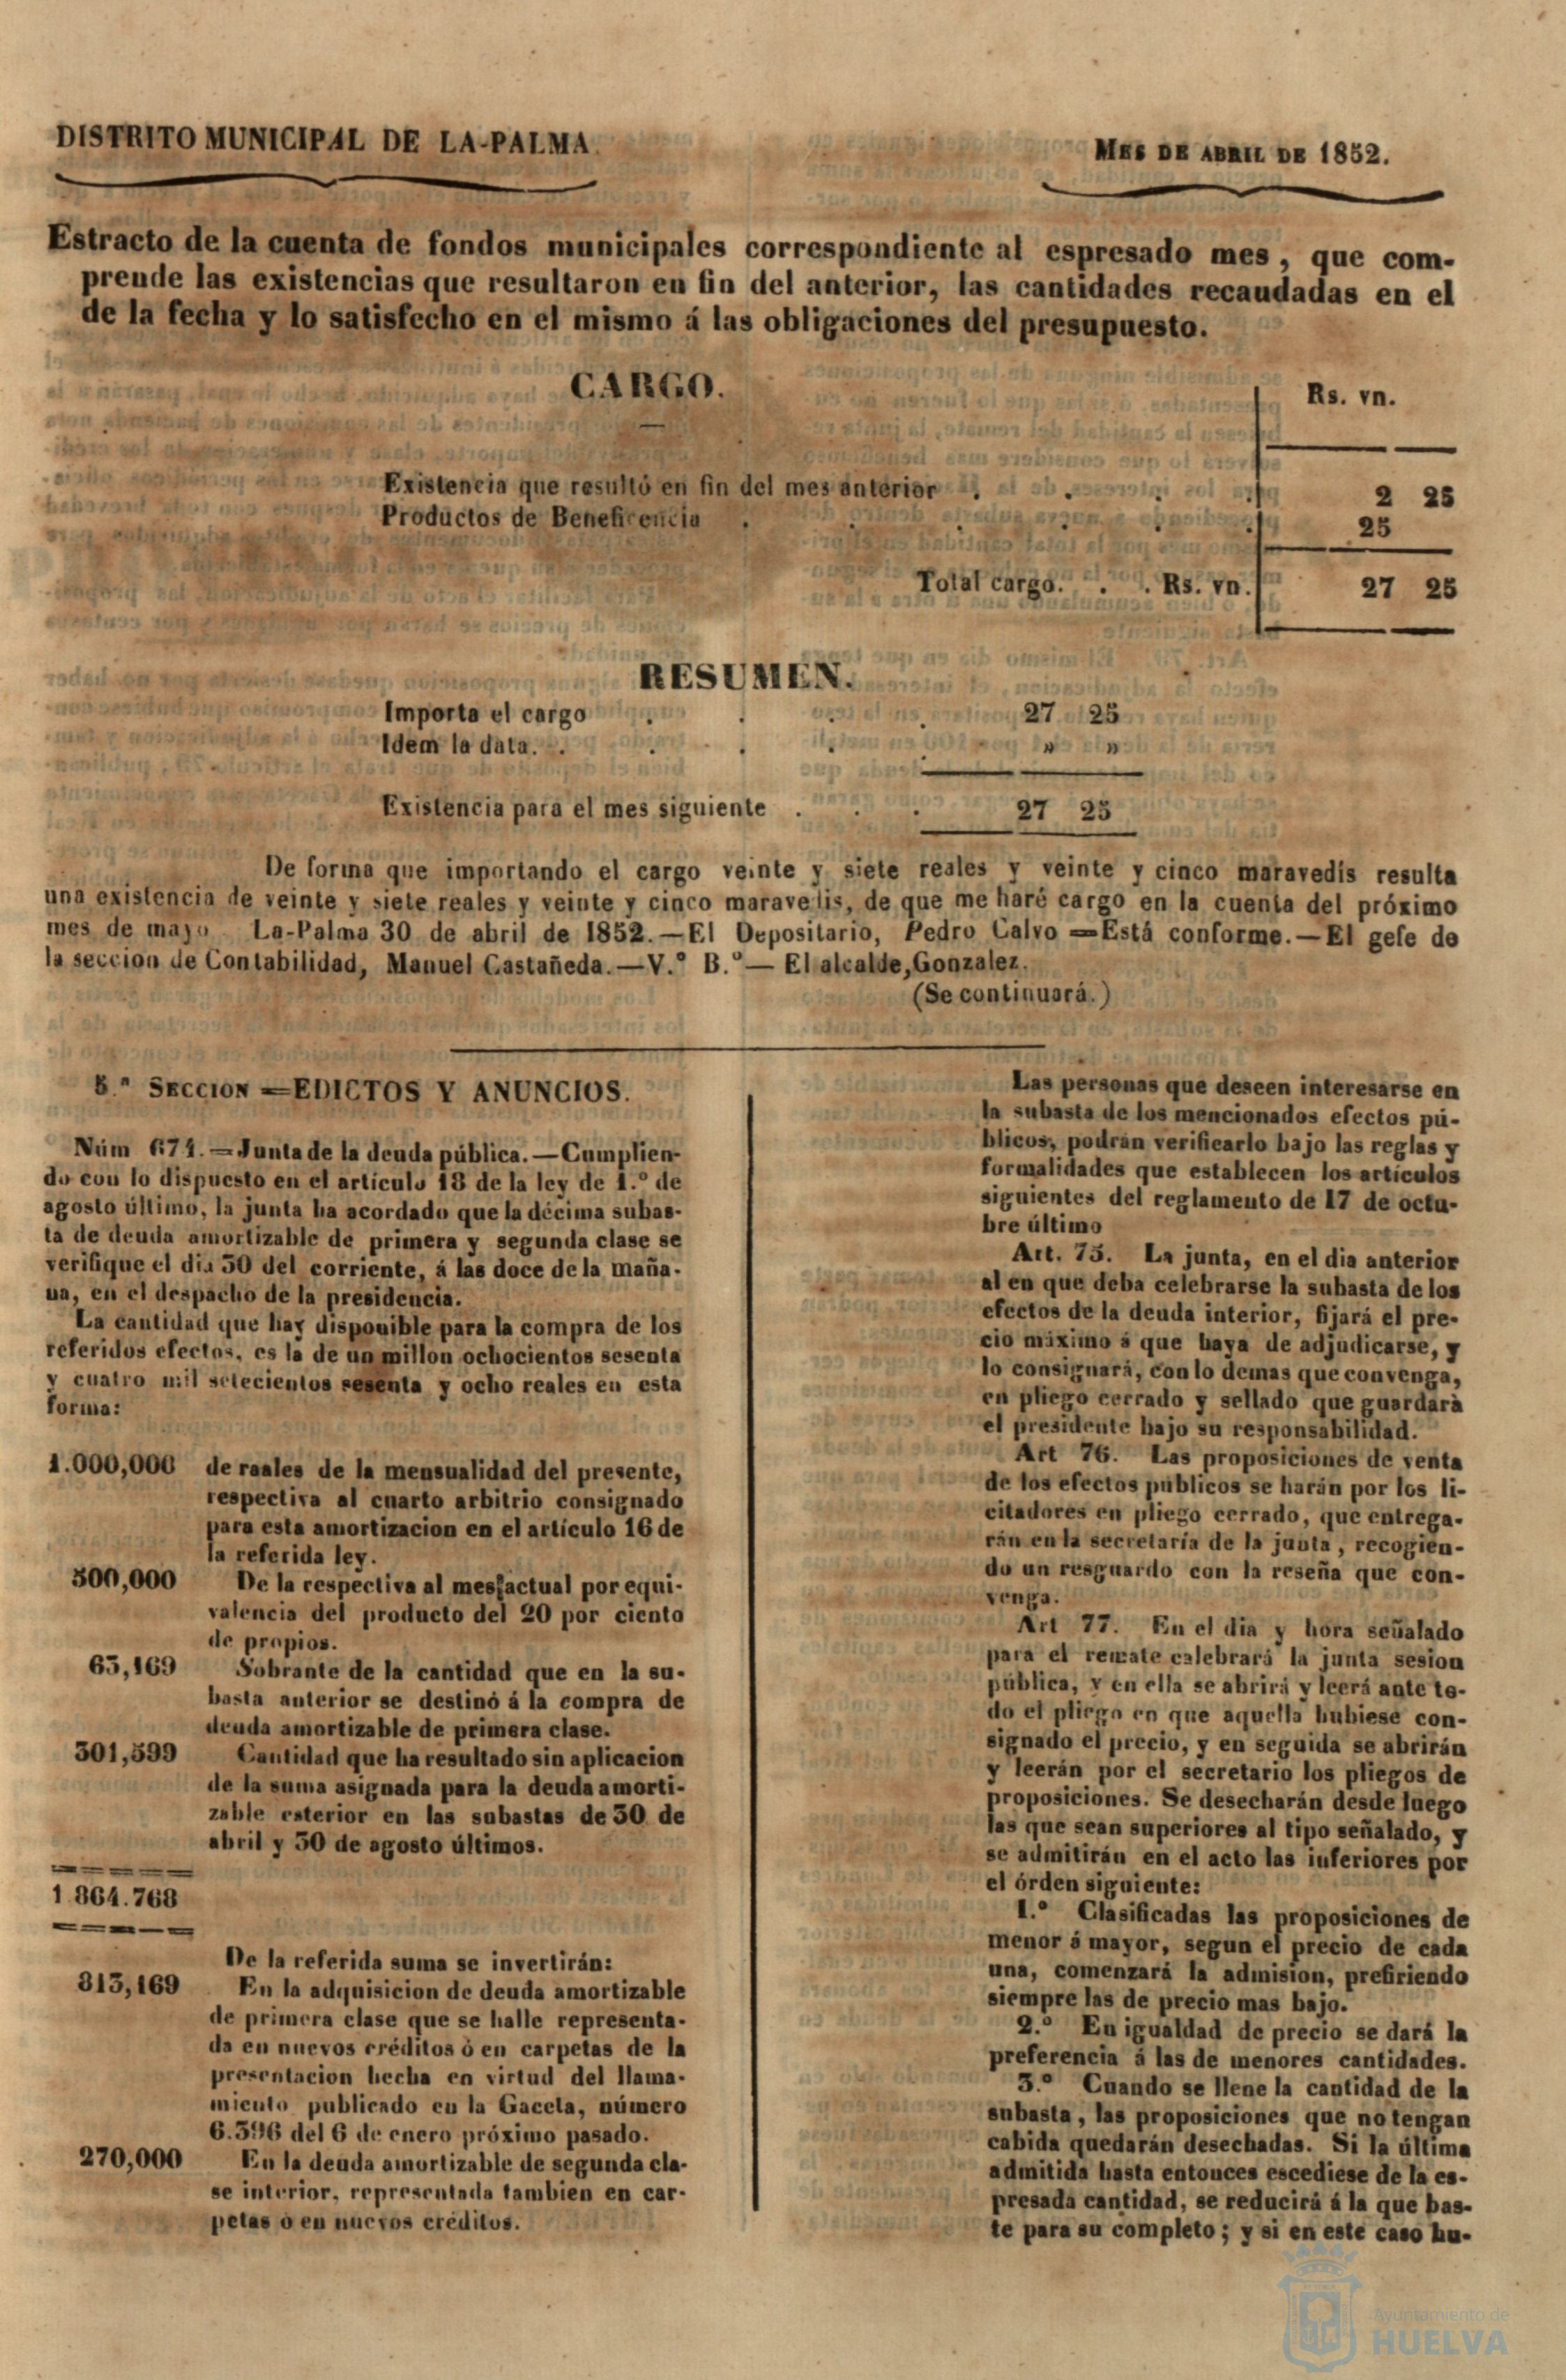 DISTRITO MUNICIPAL DE LA-PALMA.
MES DE ABRIL DE 1852.
Estracto de la cuenta de fondos municipales correspondiente al espresado mes, que com-
prende las existencias que resultaron en fin del anterior, las cantidades recaudadas en el
de la fecha y lo satisfecho en el mismo á las obligaciones del presupuesto.
CARGO.
Rs. vn.
Existencia que resultó en fin del mes anterior . . . . 2 25
Productos de Beneficencia . . . . . . 25
Total cargo. . . Rs. vn. 27 25
RESUMEN.
Importa el cargo . . . . 27 25
Idem la data. . . . . . » »
Existencia para el mes siguiente . . . 27 25
De forma que importando el cargo veinte y siete reales y veinte y cinco maravedís resulta
una existencia de veinte y siete reales y veinte y cinco maravedis, de que me haré cargo en la cuenta del próximo
mes de mayo La-Palma 30 de abril de 1852.—El Depositario, Pedro Calvo =Está conforme.—El gefe de
la seccion de Contabilidad, Manuel Castañeda.—V.º B.º— El alcalde, Gonzalez.
(Se continuará.)
5.ª SECCION =EDICTOS Y ANUNCIOS.
Núm 674.=Junta de la deuda pública.—Cumplien-
do con lo dispuesto en el artículo 18 de la ley de 1.º de
agosto último, la junta ha acordado que la décima subas-
ta de deuda amortizable de primera y segunda clase se
verifique el dia 30 del corriente, á las doce de la maña-
na, en el despacho de la presidencia.
La cantidad que hay disponible para la compra de los
referidos efectos, es la de un millon ochocientos sesenta
y cuatro mil setecientos sesenta y ocho reales en esta
forma:
1.000,000 de raales de la mensualidad del presente,
respectiva al cuarto arbitrio consignado
para esta amortizacion en el artículo 16 de
la referida ley.
500,000 De la respectiva al mes actual por equi-
valencia del producto del 20 por ciento
de propios.
63,169 Sobrante de la cantidad que en la su-
basta anterior se destinó á la compra de
deuda amortizable de primera clase.
301,599 Cantidad que ha resultado sin aplicacion
de la suma asignada para la deuda amorti-
zable esterior en las subastas de 30 de
abril y 30 de agosto últimos.
1 864.768
De la referida suma se invertirán:
813,169 En la adquisicion de deuda amortizable
de primera clase que se halle representa-
da en nuevos créditos ò en carpetas de la
presentacion hecha en virtud del llama-
miento publicado en la Gaceta, número
6.396 del 6 de enero próximo pasado.
270,000 En la deuda amortizable de segunda cla-
se interior, representada tambien en car-
petas ó en nuevos créditos.
Las personas que deseen interesarse en
la subasta de los mencionados efectos pú-
blicos, podrán verificarlo bajo las reglas y
formalidades que establecen los artículos
siguientes del reglamento de 17 de octu-
bre último
Art. 75. La junta, en el dia anterior
al en que deba celebrarse la subasta de los
efectos de la deuda interior, fijará el pre-
cio máximo á que haya de adjudicarse, y
lo consignará, con lo demas que convenga,
en pliego cerrado y sellado que guardarà
el presidente bajo su responsabilidad.
Art 76. Las proposiciones de venta
de los efectos públicos se harán por los li-
citadores en pliego cerrado, que entrega-
rán en la secretaría de la junta, recogien-
do un resguardo con la reseña que con-
venga.
Art 77. En el dia y hora señalado
para el remate calebrará la junta sesion
pública, y en ella se abrirá y leerá ante to-
do el pliego en que aquella hubiese con-
signado el precio, y en seguida se abrirán
y leerán por el secretario los pliegos de
proposiciones. Se desecharán desde luego
las que sean superiores al tipo señalado, y
se admitirán en el acto las inferiores por
el órden siguiente:
1.º Clasificadas las proposiciones de
menor á mayor, segun el precio de cada
una, comenzará la admision, prefiriendo
siempre las de precio mas bajo.
2.º En igualdad de precio se dará la
preferencia á las de menores cantidades.
3.º Cuando se llene la cantidad de la
subasta, las proposiciones que no tengan
cabida quedarán desechadas. Si la última
admitida hasta entonces escediese de la es-
presada cantidad, se reducirá á la que bas-
te para su completo; y si en este caso hu-
Ayuntamiento de
HUELVA